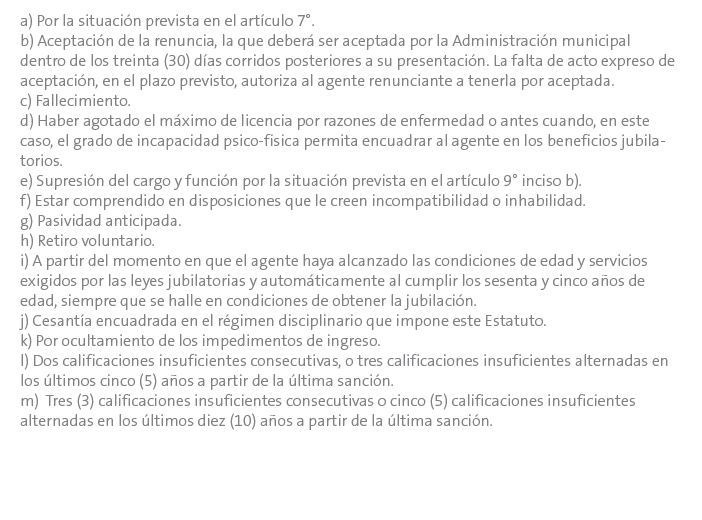 a) Por la situación prevista en el artículo 7°.
b) Aceptación de la renuncia, la que deberá ser aceptada por la Administración municipal
dentro de los treinta (30) días corridos posteriores a su presentación. La falta de acto expreso de
aceptación, en el plazo previsto, autoriza al agente renunciante a tenerla por aceptada.
c) Fallecimiento.
d) Haber agotado el máximo de licencia por razones de enfermedad o antes cuando, en este
caso, el grado de incapacidad psico-fisica permita encuadrar al agente en los beneficios jubila-
torios.
e) Supresión del cargo y función por la situación prevista en el artículo 9° inciso b).
f) Estar comprendido en disposiciones que le creen incompatibilidad o inhabilidad.
g) Pasividad anticipada.
h) Retiro voluntario.
i) A partir del momento en que el agente haya alcanzado las condiciones de edad y servicios
exigidos por las leyes jubilatorias y automáticamente al cumplir los sesenta y cinco años de
edad, siempre que se halle en condiciones de obtener la jubilación.
j) Cesantía encuadrada en el régimen disciplinario que impone este Estatuto.
k) Por ocultamiento de los impedimentos de ingreso.
l) Dos calificaciones insuficientes consecutivas, o tres calificaciones insuficientes alternadas en
los últimos cinco (5) años a partir de la última sanción.
m)  Tres (3) calificaciones insuficientes consecutivas o cinco (5) calificaciones insuficientes
alternadas en los últimos diez (10) años a partir de la última sanción.